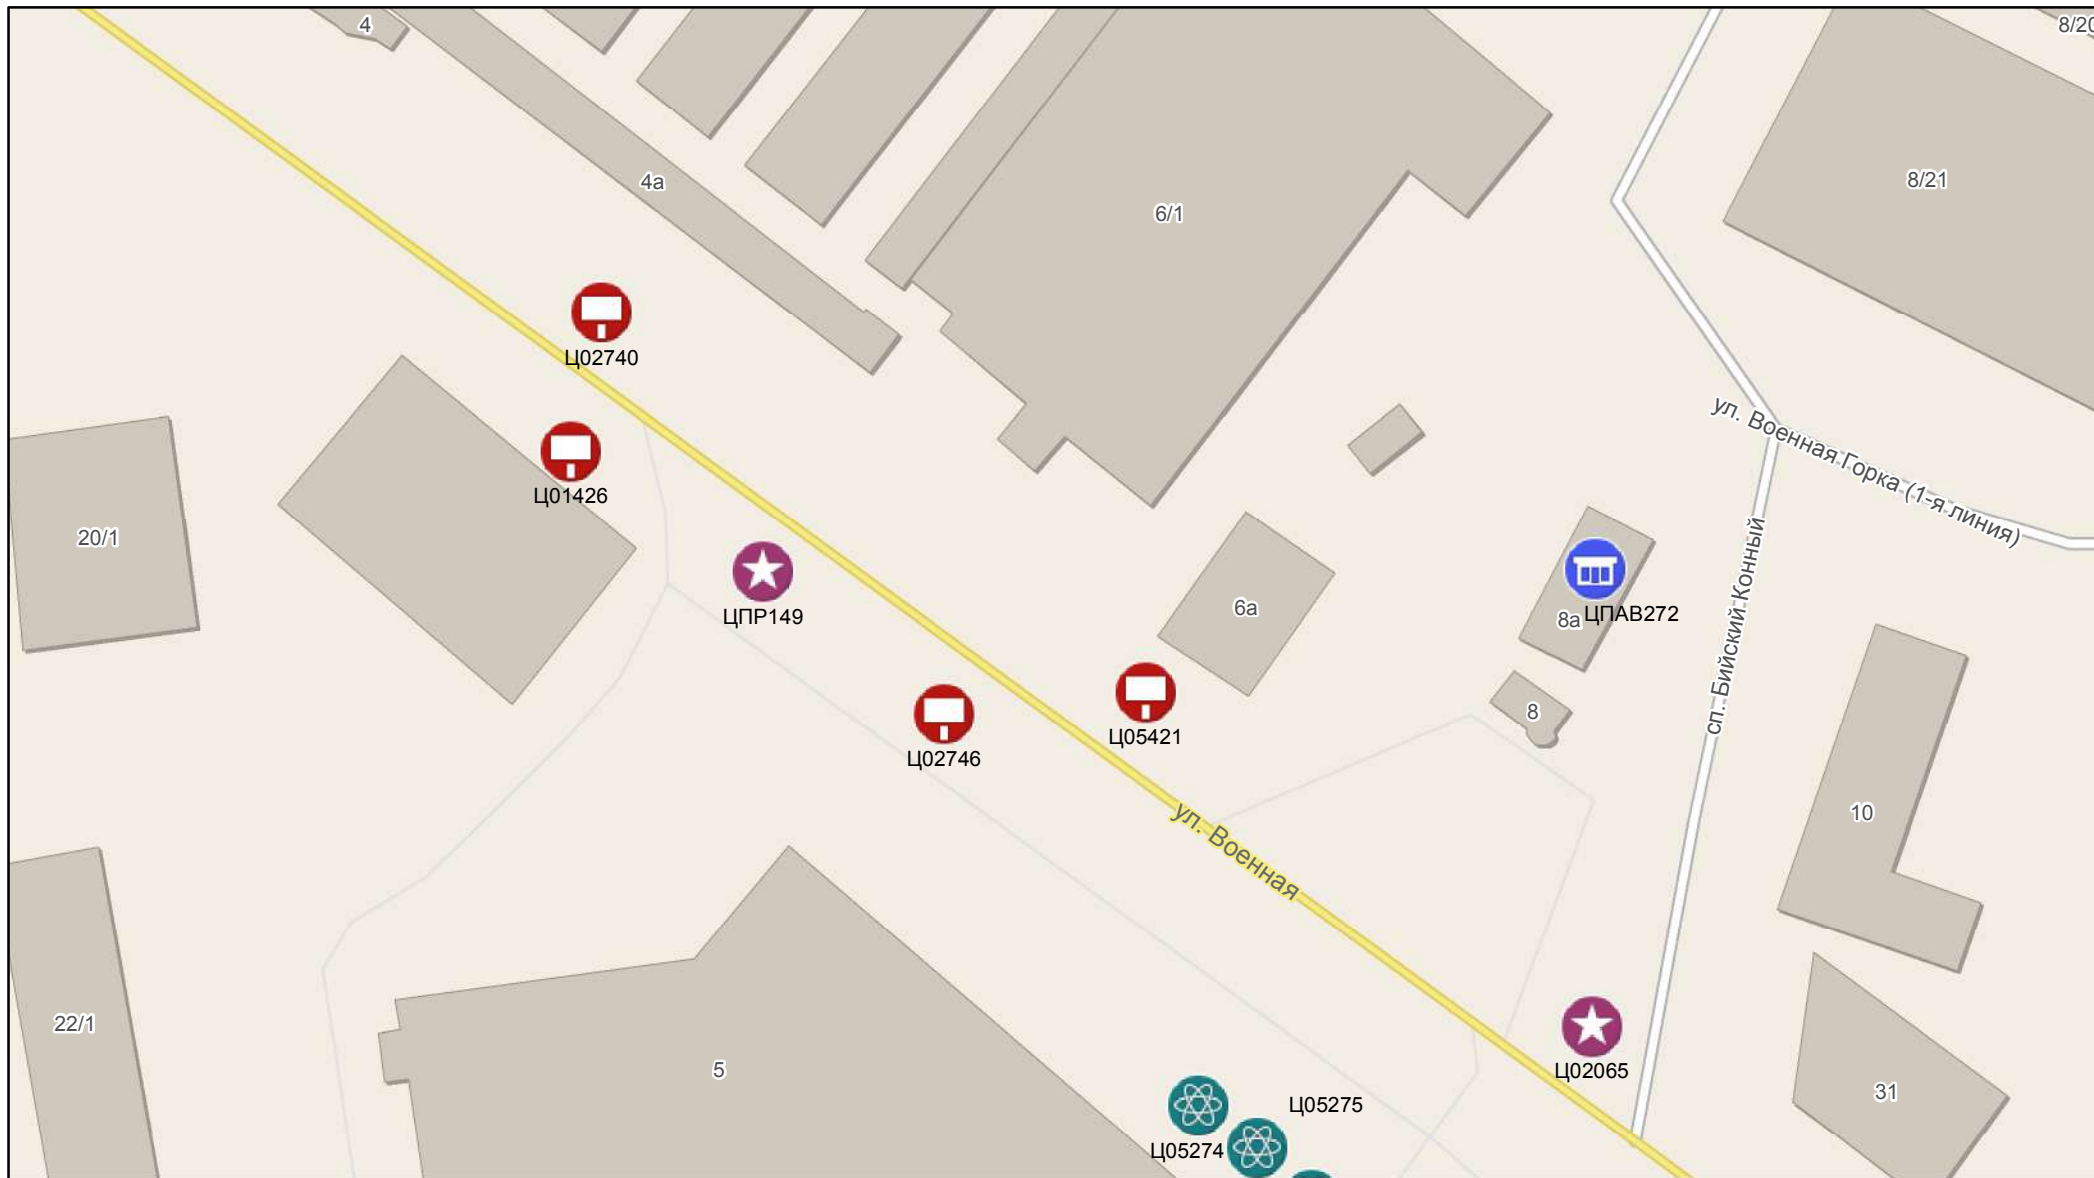 4
8/20
4а
8/21
6/1
Ц02740
ул. Военная Горка (1-я линия)
Ц01426
20/1
сп. Бийский Конный
ЦПР149
6а
8а
ЦПАВ272
8
Ц05421
Ц02746
10
ул. Военная
22/1
5
Ц02065
31
Ц05275
Ц05274